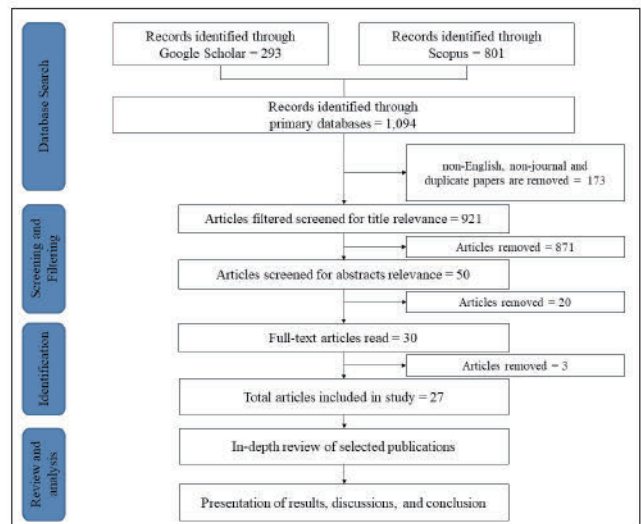 Database Search
Records identified through
Google Scholar = 293
Records identified through
Scopus = 801
Records identified through
primary databases = 1,094
non-English, non-journal and
duplicate papers are removed = 173
Screening and
Filtering
Articles filtered screened for title relevance = 921
Articles removed = 871
Articles screened for abstracts relevance = 50
Articles removed = 20
Identification
Full-text articles read = 30
Articles removed = 3
Total articles included in study = 27
Review and
analysis
In-depth review of selected publications
Presentation of results, discussions, and conclusion